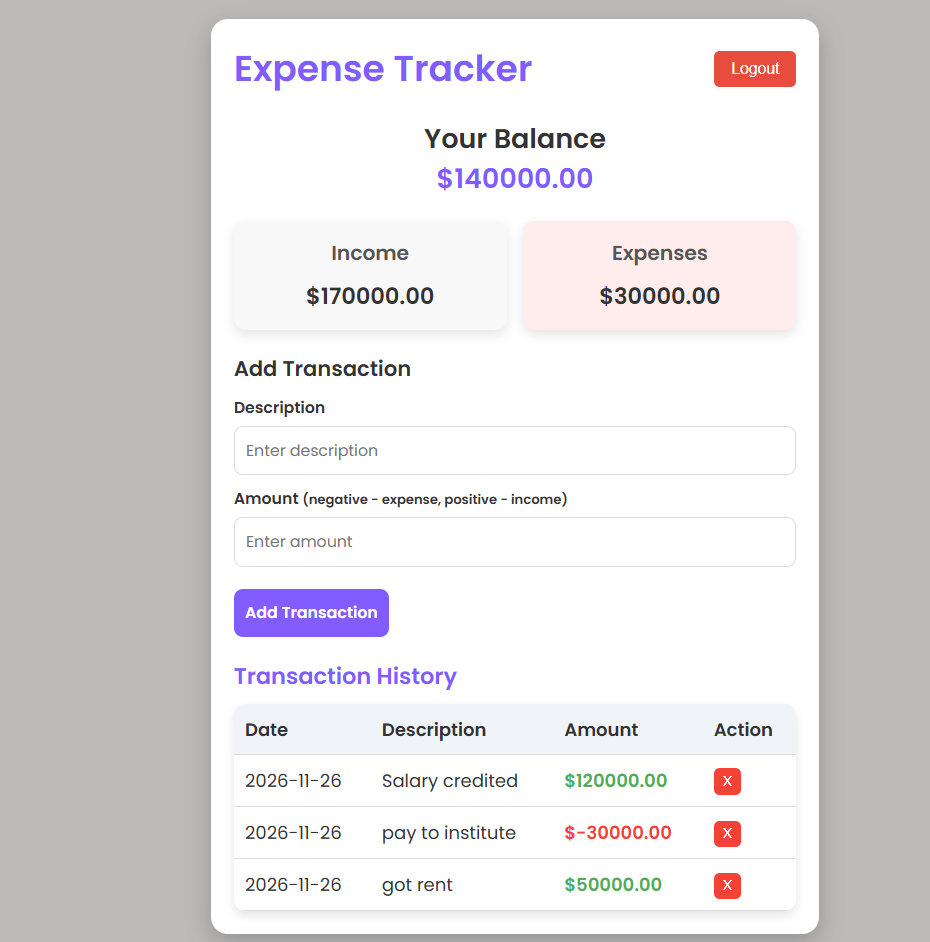 Expense Tracker
Logout
Your Balance
$140000.00
Income
$170000.00
Expenses
$30000.00
Add Transaction
Description
Enter description
Amount (negative - expense, positive - income)
Enter amount
Add Transaction
Transaction History
Date Description Amount Action
2026-11-26 Salary credited $120000.00 X
2026-11-26 pay to institute $-30000.00 X
2026-11-26 got rent $50000.00 X